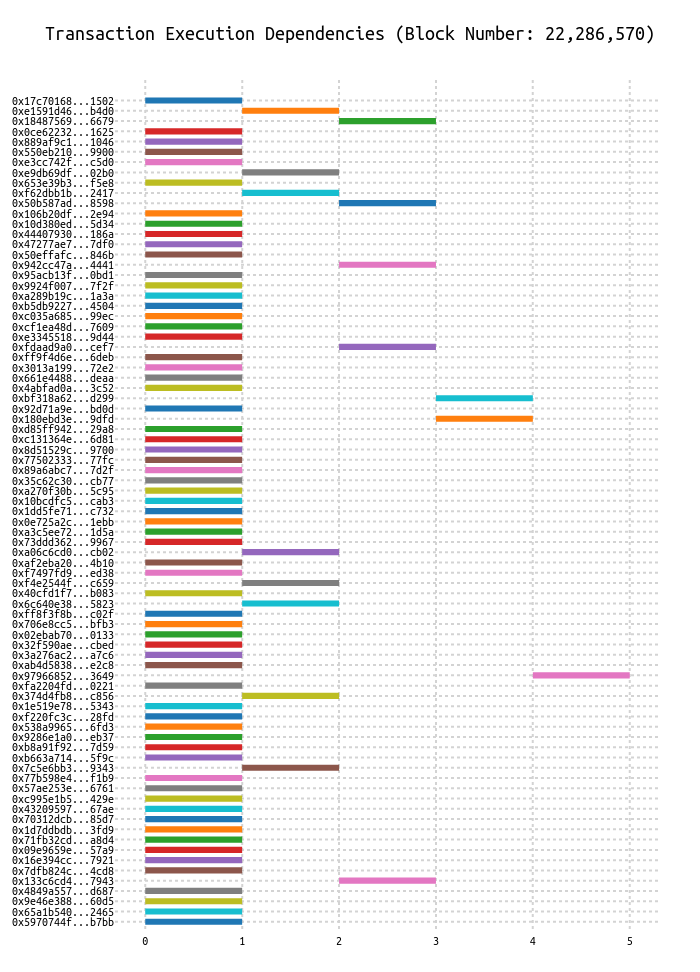 Transaction Execution Dependencies (Block Number: 22,286,570)
0x17c70168...1502
0xe1591d46...b4d0
0x18487569...6679
0x0ce62232...1625
0x889af9c1...1046
0x550eb210...9900
0xe3cc742f...c5d0
0xe9db69df...02b0
0x653e39b3...f5e8
0xf62dbb1b...2417
0x50b587ad...8598
0x106b20df...2e94
0x10d380ed...5d34
0x44407930...186a
0x47277ae7...7df0
0x50effafc...846b
0x942cc47a...4441
0x95acb13f...0bd1
0x9924f007...7f2f
0xa289b19c...1a3a
0xb5db9227...4504
0xc035a685...99ec
0xcf1ea48d...7609
0xe3345518...9d44
0xfdaad9a0...cef7
0xff9f4d6e...6deb
0x3013a199...72e2
0x661e4488...deaa
0x4abfad0a...3c52
0xbf318a62...d299
0x92d71a9e...bd0d
0x180ebd3e...9dfd
0xd85ff942...29a8
0xc131364e...6d81
0x8d51529c...9700
0x77502333...77fc
0x89a6abc7...7d2f
0x35c62c30...cb77
0xa270f30b...5c95
0x10bcdfc5...cab3
0x1dd5fe71...c732
0x0e725a2c...1ebb
0xa3c5ee72...1d5a
0x73ddd362...9967
0xa06c6cd0...cb02
0xaf2eba20...4b10
0xf7497fd9...ed38
0xf4e2544f...c659
0x40cfd1f7...b083
0x6c640e38...5823
0xff8f3f8b...c02f
0x706e8cc5...bfb3
0x02ebab70...0133
0x32f590ae...cbed
0x3a276ac2...a7c6
0xab4d5838...e2c8
0x97966852...3649
0xfa2204fd...0221
0x374d4fb8...c856
0x1e519e78...5343
0xf220fc3c...28fd
0x538a9965...6fd3
0x9286e1a0...eb37
0xb8a91f92...7d59
0xb663a714...5f9c
0x7c5e6bb3...9343
0x77b598e4...f1b9
0x57ae253e...6761
0xc995e1b5...429e
0x43209597...67ae
0x70312dcb...85d7
0x1d7ddbdb...3fd9
0x71fb32cd...a8d4
0x09e9659e...57a9
0x16e394cc...7921
0x7dfb824c...4cd8
0x133c6cd4...7943
0x4849a557...d687
0x9e46e388...60d5
0x65a1b540...2465
0x5970744f...b7bb
0 1 2 3 4 5